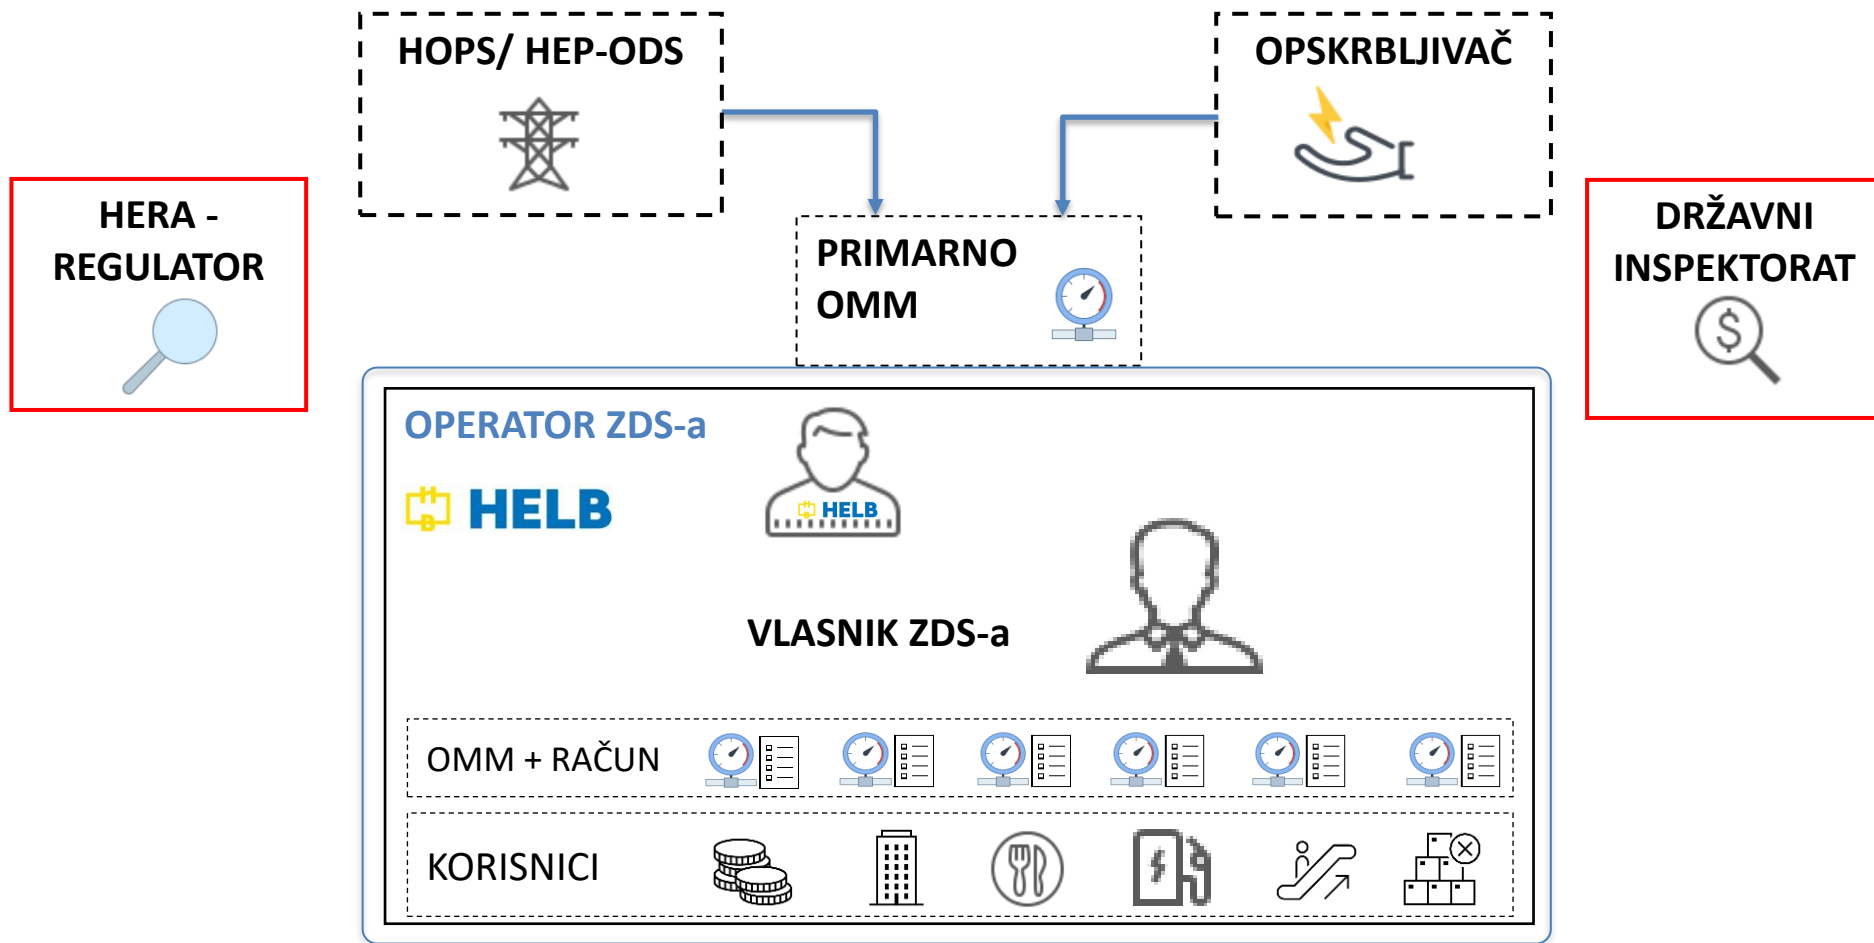 HOPS/ HEP-ODS
OPSKRBLJIVAČ
HERA -
REGULATOR
DRŽAVNI
INSPEKTORAT
PRIMARNO
OMM
OPERATOR ZDS-a
HELB
HELB
VLASNIK ZDS-a
OMM + RAČUN
KORISNICI